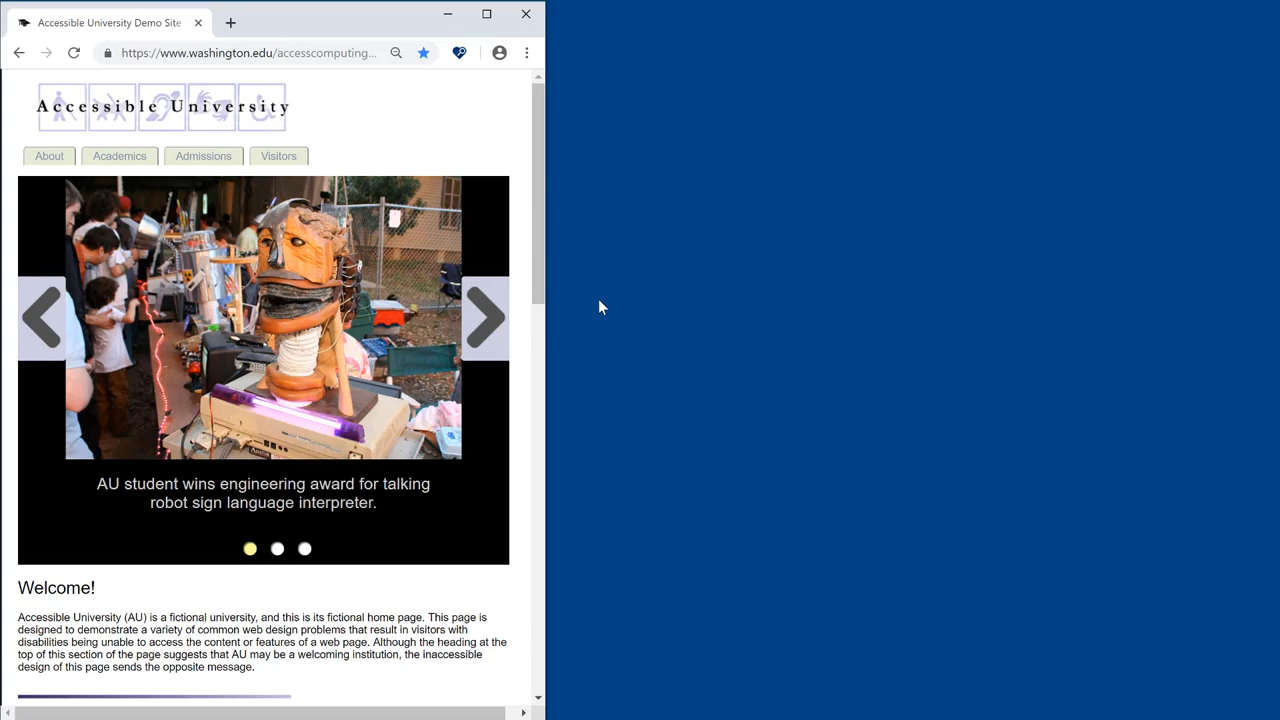 Accessible University Demo Site
https://www.washington.edu/accesscomputing...
Accessible University
About
Academics
Admissions
Visitors
AU student wins engineering award for talking
robot sign language interpreter.
Welcome!
Accessible University (AU) is a fictional university, and this is its fictional home page. This page is
designed to demonstrate a variety of common web design problems that result in visitors with
disabilities being unable to access the content or features of a web page. Although the heading at the
top of this section of the page suggests that AU may be a welcoming institution, the inaccessible
design of this page sends the opposite message.